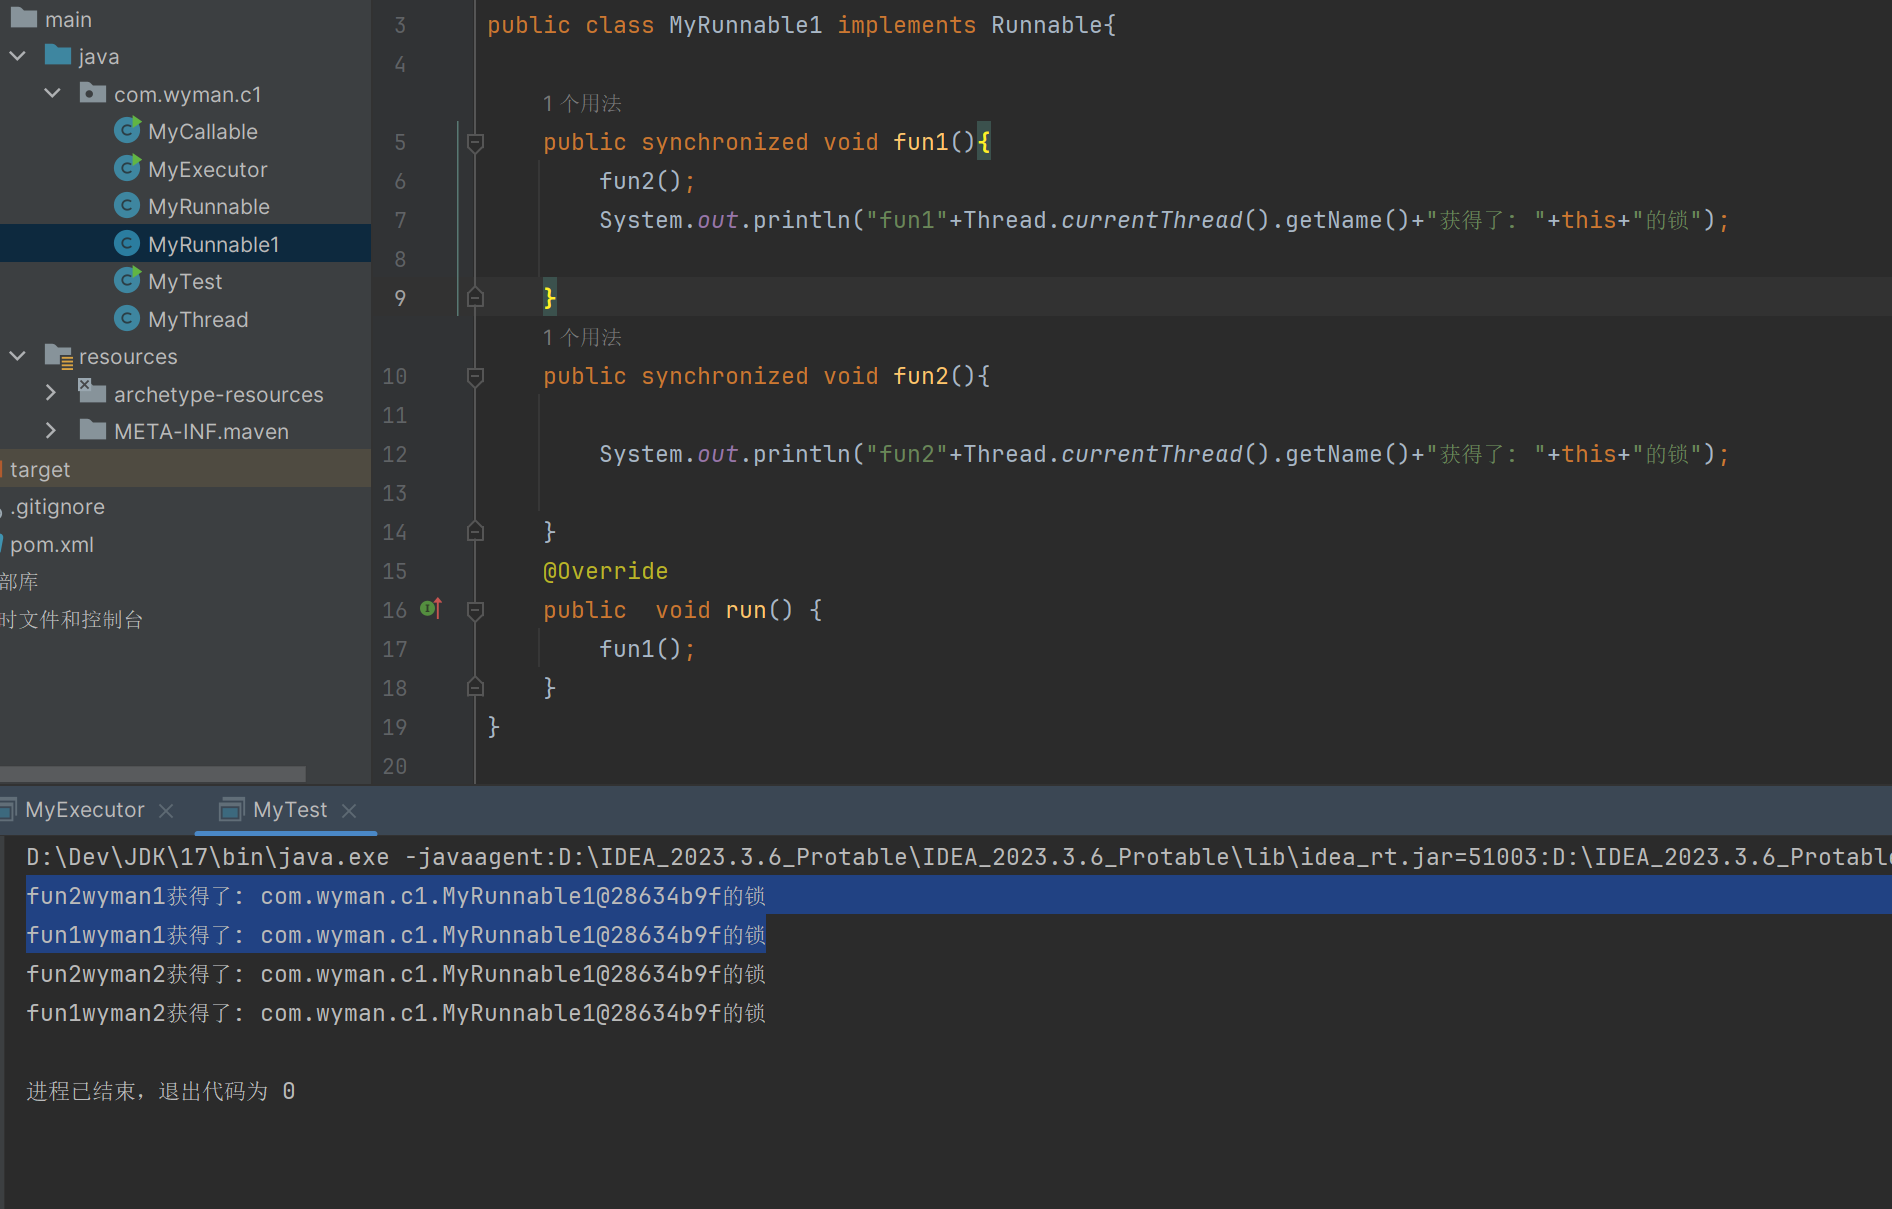 main
java
com.wyman.c1
MyCallable
MyExecutor
MyRunnable
MyRunnable1
MyTest
MyThread
resources
archetype-resources
META-INF.maven
target
.gitignore
pom.xml
部库
时文件和控制台
3 public class MyRunnable1 implements Runnable{
4
1 个用法
5 public synchronized void fun1(){
6 fun2();
7 System.out.println("fun1"+Thread.currentThread().getName()+"获得了: "+this+"的锁");
8
9 }
1 个用法
10 public synchronized void fun2(){
11
12 System.out.println("fun2"+Thread.currentThread().getName()+"获得了: "+this+"的锁");
13
14 }
15 @Override
16 public  void run() {
17 fun1();
18 }
19 }
20
MyExecutor MyTest
D:\Dev\JDK\17\bin\java.exe -javaagent:D:\IDEA_2023.3.6_Protable\IDEA_2023.3.6_Protable\lib\idea_rt.jar=51003:D:\IDEA_2023.3.6_Protable
fun2wyman1获得了: com.wyman.c1.MyRunnable1@28634b9f的锁
fun1wyman1获得了: com.wyman.c1.MyRunnable1@28634b9f的锁
fun2wyman2获得了: com.wyman.c1.MyRunnable1@28634b9f的锁
fun1wyman2获得了: com.wyman.c1.MyRunnable1@28634b9f的锁
进程已结束，退出代码为 0